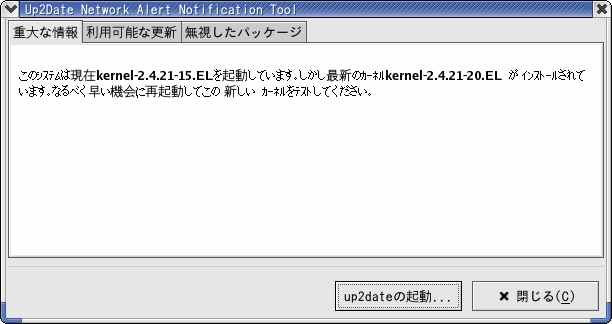 Up2Date Network Alert Notification Tool
重大な情報 利用可能な更新 無視したパッケージ
このｼｽﾃﾑは現在kernel-2.4.21-15.ELを起動しています｡しかし最新のｶｰﾈﾙkernel-2.4.21-20.EL がｲﾝｽﾄｰﾙされて
います｡なるべく早い機会に再起動してこの 新しい ｶｰﾈﾙをﾃｽﾄしてください｡
up2dateの起動... ✖ 閉じる(C)